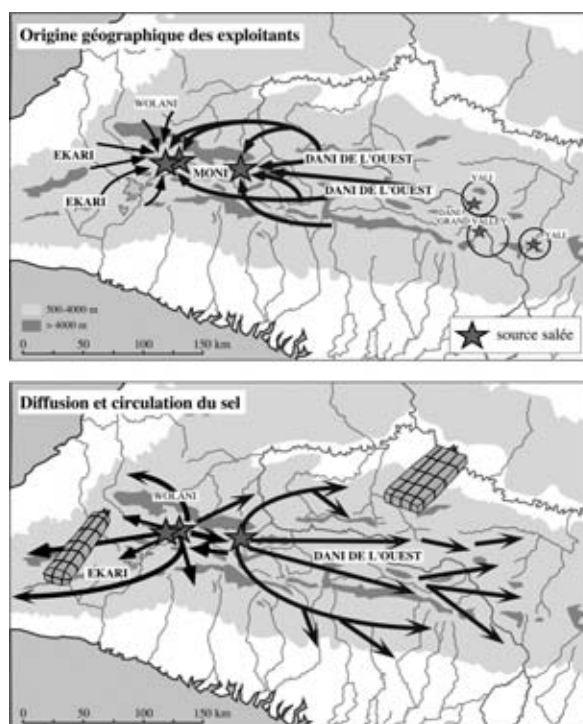 Origine géographique des exploitants
WOLANI
EKARI
MONI
DANI DE L'OUEST
EKARI
DANI DE L'OUEST
YALI
DANI
GRAND VALLEY
YALI
500-4000 m
> 4000 m
source salée
0 50 100 150 km
Diffusion et circulation du sel
WOLANI
DANI DE L'OUEST
EKARI
0 50 100 150 km